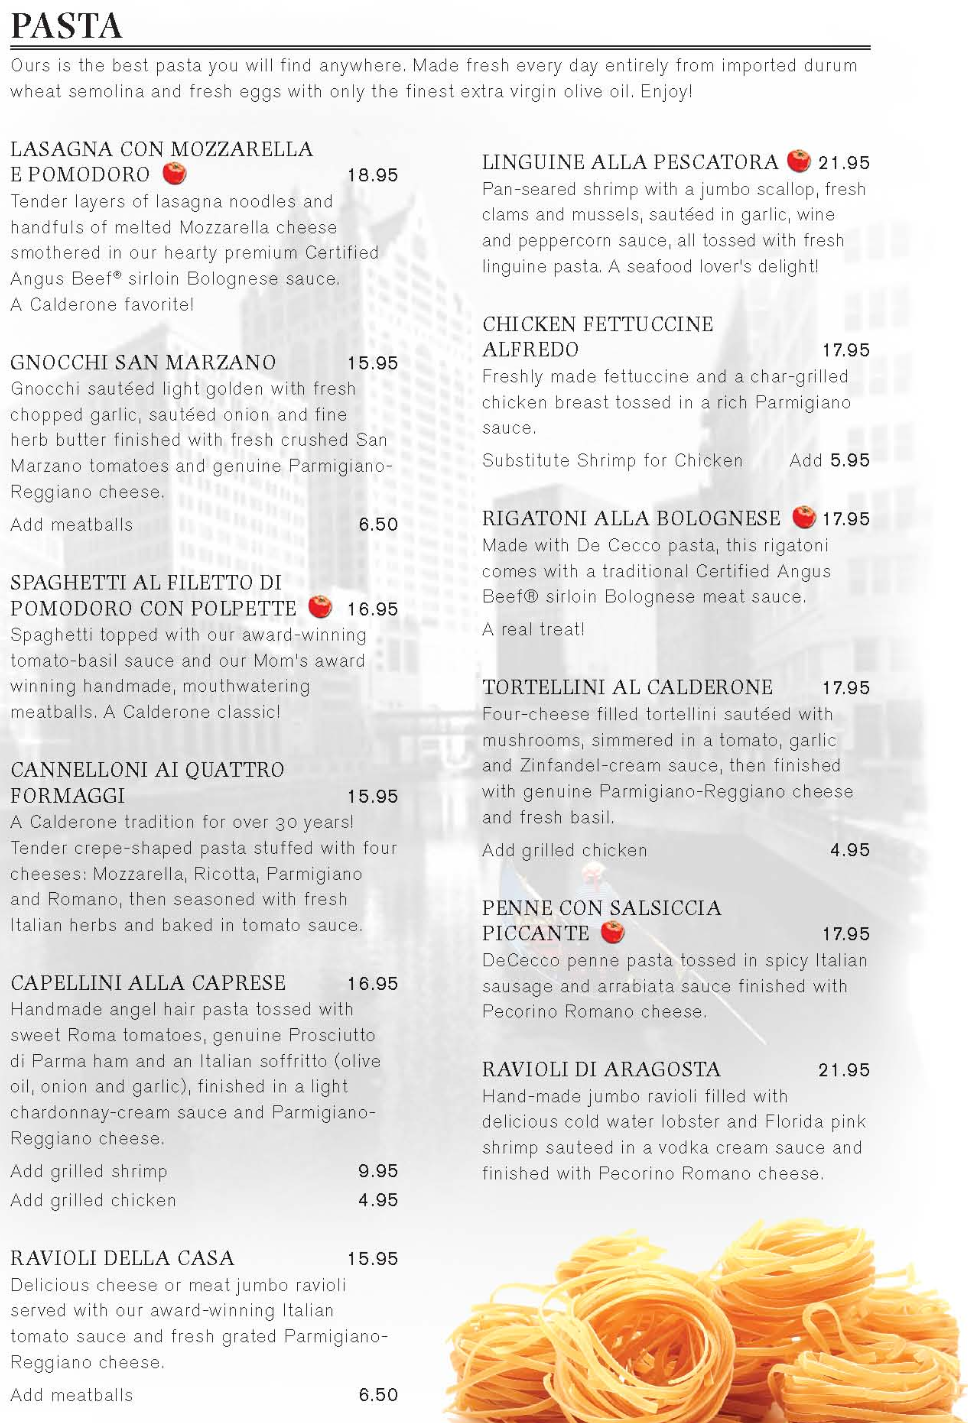 PASTA
Ours is the best pasta you will find anywhere. Made fresh every day entirely from imported durum
wheat semolina and fresh eggs with only the finest extra virgin olive oil. Enjoy!
LASAGNA CON MOZZARELLA
E POMODORO 18.95
Tender layers of lasagna noodles and
handfuls of melted Mozzarella cheese
smothered in our hearty premium Certified
Angus Beef® sirloin Bolognese sauce.
A Calderone favorite!
GNOCCHI SAN MARZANO 15.95
Gnocchi sautéed light golden with fresh
chopped garlic, sautéed onion and fine
herb butter finished with fresh crushed San
Marzano tomatoes and genuine Parmigiano-
Reggiano cheese.
Add meatballs 6.50
SPAGHETTI AL FILETTO DI
POMODORO CON POLPETTE 16.95
Spaghetti topped with our award-winning
tomato-basil sauce and our Mom's award
winning handmade, mouthwatering
meatballs. A Calderone classic!
CANNELLONI AI QUATTRO
FORMAGGI 15.95
A Calderone tradition for over 30 years!
Tender crepe-shaped pasta stuffed with four
cheeses: Mozzarella, Ricotta, Parmigiano
and Romano, then seasoned with fresh
Italian herbs and baked in tomato sauce.
CAPELLINI ALLA CAPRESE 16.95
Handmade angel hair pasta tossed with
sweet Roma tomatoes, genuine Prosciutto
di Parma ham and an Italian soffritto (olive
oil, onion and garlic), finished in a light
chardonnay-cream sauce and Parmigiano-
Reggiano cheese.
Add grilled shrimp 9.95
Add grilled chicken 4.95
RAVIOLI DELLA CASA 15.95
Delicious cheese or meat jumbo ravioli
served with our award-winning Italian
tomato sauce and fresh grated Parmigiano-
Reggiano cheese.
Add meatballs 6.50
LINGUINE ALLA PESCATORA 21.95
Pan-seared shrimp with a jumbo scallop, fresh
clams and mussels, sautéed in garlic, wine
and peppercorn sauce, all tossed with fresh
linguine pasta. A seafood lover's delight!
CHICKEN FETTUCCINE
ALFREDO 17.95
Freshly made fettuccine and a char-grilled
chicken breast tossed in a rich Parmigiano
sauce.
Substitute Shrimp for Chicken Add 5.95
RIGATONI ALLA BOLOGNESE 17.95
Made with De Cecco pasta, this rigatoni
comes with a traditional Certified Angus
Beef® sirloin Bolognese meat sauce.
A real treat!
TORTELLINI AL CALDERONE 17.95
Four-cheese filled tortellini sautéed with
mushrooms, simmered in a tomato, garlic
and Zinfandel-cream sauce, then finished
with genuine Parmigiano-Reggiano cheese
and fresh basil.
Add grilled chicken 4.95
PENNE CON SALSICCIA
PICCANTE 17.95
DeCecco penne pasta tossed in spicy Italian
sausage and arrabiata sauce finished with
Pecorino Romano cheese.
RAVIOLI DI ARAGOSTA 21.95
Hand-made jumbo ravioli filled with
delicious cold water lobster and Florida pink
shrimp sauteed in a vodka cream sauce and
finished with Pecorino Romano cheese.